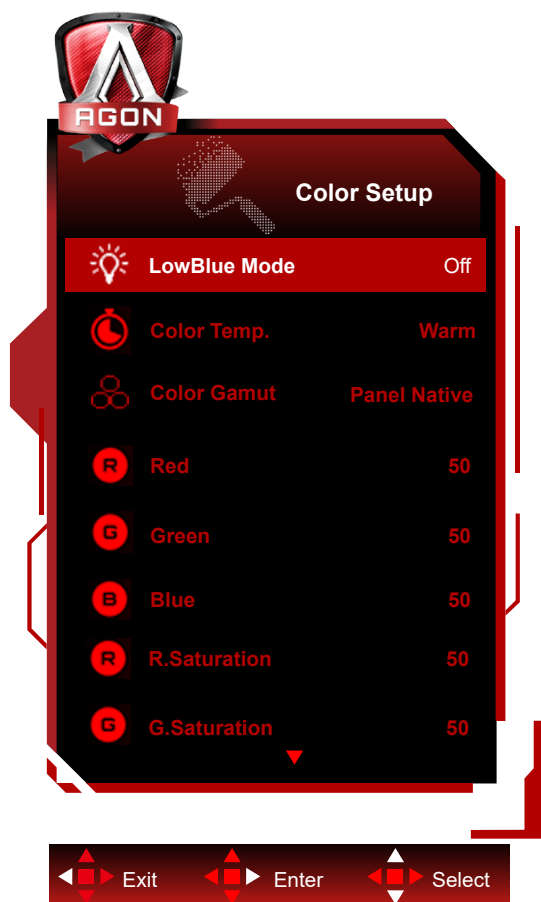 AGON
Color Setup
LowBlue Mode Off
Color Temp. Warm
Color Gamut Panel Native
R Red 50
G Green 50
B Blue 50
R R.Saturation 50
G G.Saturation 50
Exit Enter Select